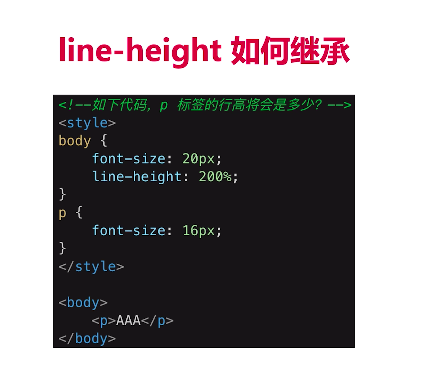 line-height 如何继承
<!--如下代码，p 标签的行高将会是多少？-->
<style>
body {
    font-size: 20px;
    line-height: 200%;
}
p {
    font-size: 16px;
}
</style>

<body>
    <p>AAA</p>
</body>